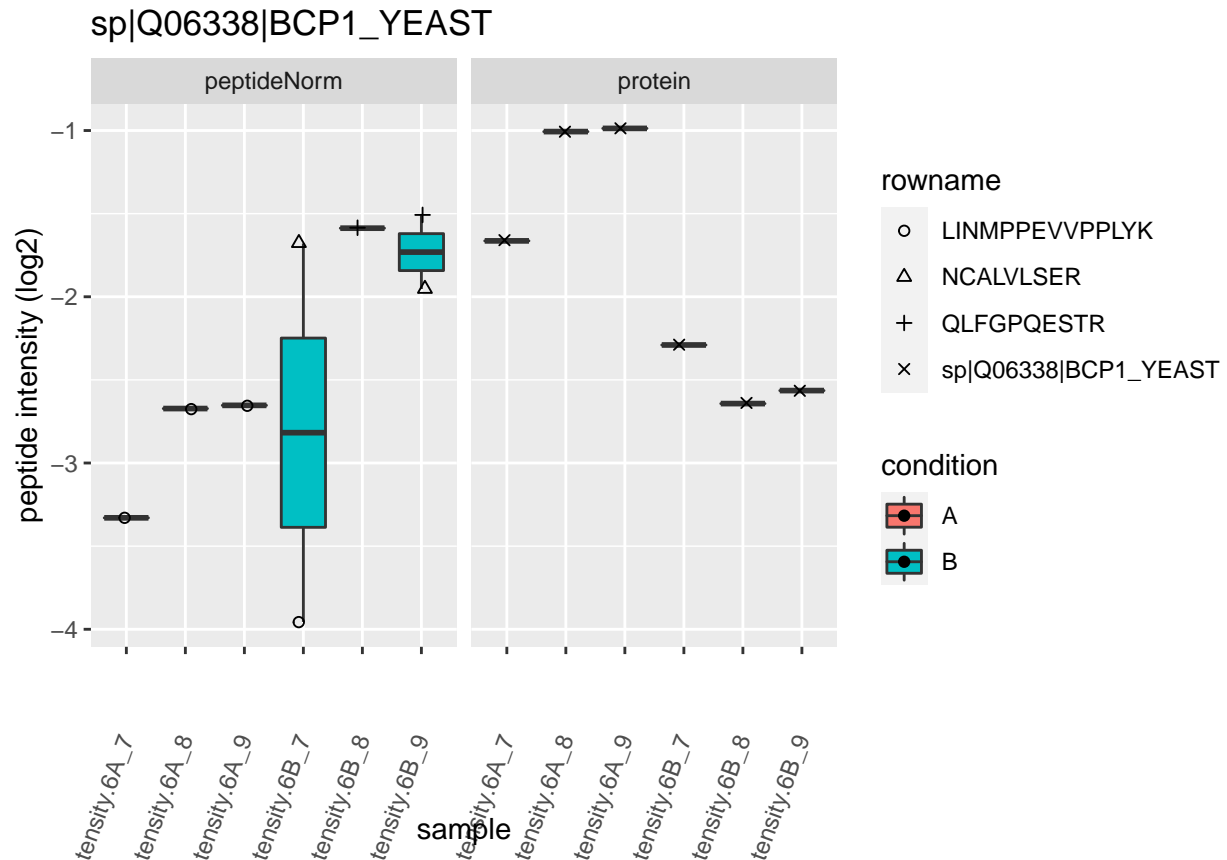 sp|Q06338|BCP1_YEAST
peptideNorm
protein
peptide intensity (log2)
−1
−2
−3
−4
tensity.6A_7
tensity.6A_8
tensity.6A_9
tensity.6B_7
tensity.6B_8
tensity.6B_9
tensity.6A_7
tensity.6A_8
tensity.6A_9
tensity.6B_7
tensity.6B_8
tensity.6B_9
sample
rowname
LINMPPEVVPPLYK
NCALVLSER
QLFGPQESTR
sp|Q06338|BCP1_YEAST
condition
A
B